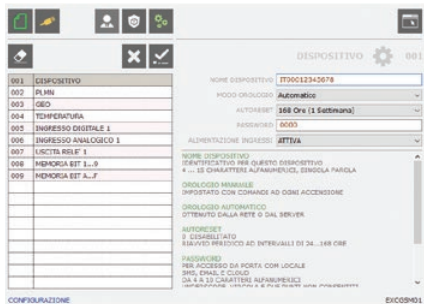 DISPOSITIVO 001
001 DISPOSITIVO
002 PLMN
003 GEO
004 TEMPERATURA
005 INGRESSO DIGITALE 1
006 INGRESSO ANALOGICO 1
007 USCITA RELE' 1
008 MEMORIA BIT 1...9
009 MEMORIA BIT A...F
NOME DISPOSITIVO IT00012345678
MODO OROLOGIO Automatico
AUTORESET 168 Ore (1 Settimana)
PASSWORD 0000
ALIMENTAZIONE INGRESSI ATTIVA
NOME DISPOSITIVO
IDENTIFICATIVO PER QUESTO DISPOSITIVO
4 ... 15 CHARATTERI ALFANUMERICI, SINGOLA PAROLA
OROLOGIO MANUALE
IMPOSTATO CON COMANDI AD OGNI ACCENSIONE
OROLOGIO AUTOMATICO
OTTENUTO DALLA RETE O DAL SERVER
AUTORESET
0 DISABILITATO
RIAVVIO PERIODICO AD INTERVALLI DI 24...168 ORE
PASSWORD
PER ACCESSO DA PORTA COM LOCALE
SMS, EMAIL E CLOUD
DA 4 A 15 CARATTERI ALFANUMERICI
CONFIGURAZIONE
EXCGSM01